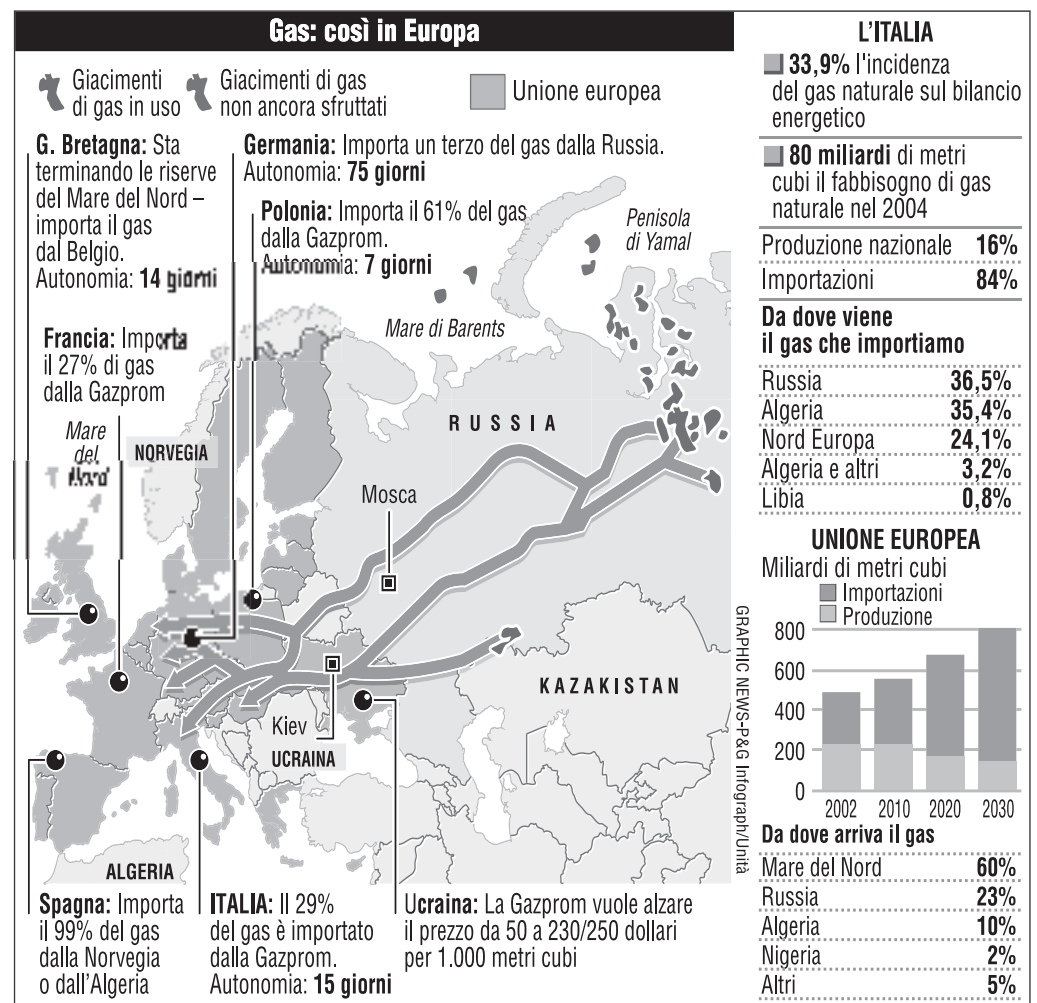 Gas: così in Europa
Giacimenti
di gas in uso
Giacimenti di gas
non ancora sfruttati
Unione europea
G. Bretagna: Sta
terminando le riserve
del Mare del Nord –
importa il gas
dal Belgio.
Autonomia: 14 giorni
Germania: Importa un terzo del gas dalla Russia.
Autonomia: 75 giorni
Polonia: Importa il 61% del gas
dalla Gazprom.
Autonomia: 7 giorni
Francia: Importa
il 27% di gas
dalla Gazprom
Penisola
di Yamal
Mare di Barents
Mare
del
Nord
NORVEGIA
RUSSIA
Mosca
KAZAKISTAN
Kiev
UCRAINA
ALGERIA
Spagna: Importa
il 99% del gas
dalla Norvegia
o dall'Algeria
ITALIA: Il 29%
del gas è importato
dalla Gazprom.
Autonomia: 15 giorni
Ucraina: La Gazprom vuole alzare
il prezzo da 50 a 230/250 dollari
per 1.000 metri cubi
GRAPHIC NEWS-P&G Infograph/Unità
L'ITALIA
33,9% l'incidenza
del gas naturale sul bilancio
energetico
80 miliardi di metri
cubi il fabbisogno di gas
naturale nel 2004
Produzione nazionale 16%
Importazioni 84%
Da dove viene
il gas che importiamo
Russia 36,5%
Algeria 35,4%
Nord Europa 24,1%
Algeria e altri 3,2%
Libia 0,8%
UNIONE EUROPEA
Miliardi di metri cubi
Importazioni
Produzione
800
600
400
200
0
2002 2010 2020 2030
Da dove arriva il gas
Mare del Nord 60%
Russia 23%
Algeria 10%
Nigeria 2%
Altri 5%